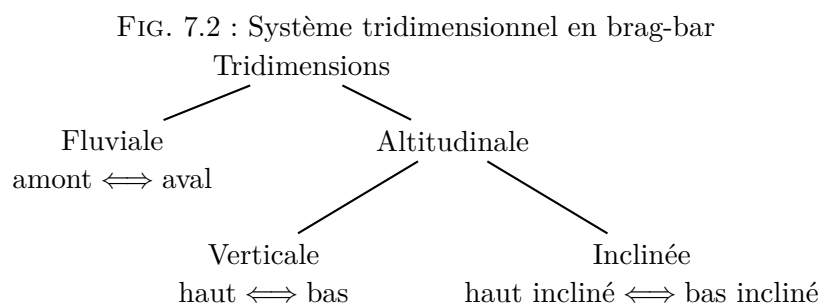 FIG. 7.2 : Système tridimensionnel en brag-bar
Tridimensions
Fluviale Altitudinale
amont ⟺ aval
Verticale Inclinée
haut ⟺ bas haut incliné ⟺ bas incliné